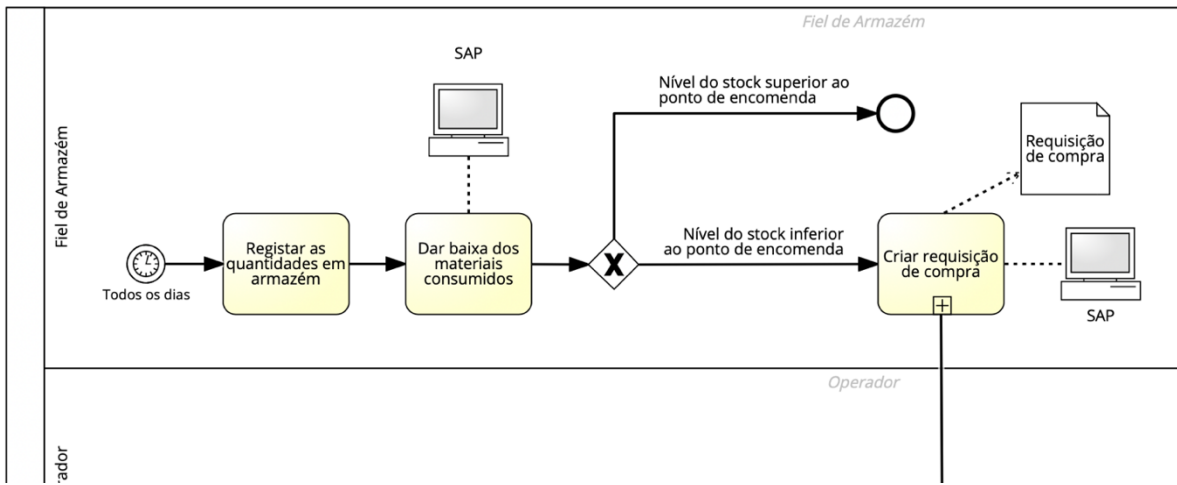 Fiel de Armazém
SAP
Nível do stock superior ao
ponto de encomenda
Requisição
de compra
Fiel de Armazém
Registar as
quantidades em
armazém
Dar baixa dos
materiais
consumidos
X
Nível do stock inferior
ao ponto de encomenda
Criar requisição
de compra
Todos os dias
SAP
Operador
rador